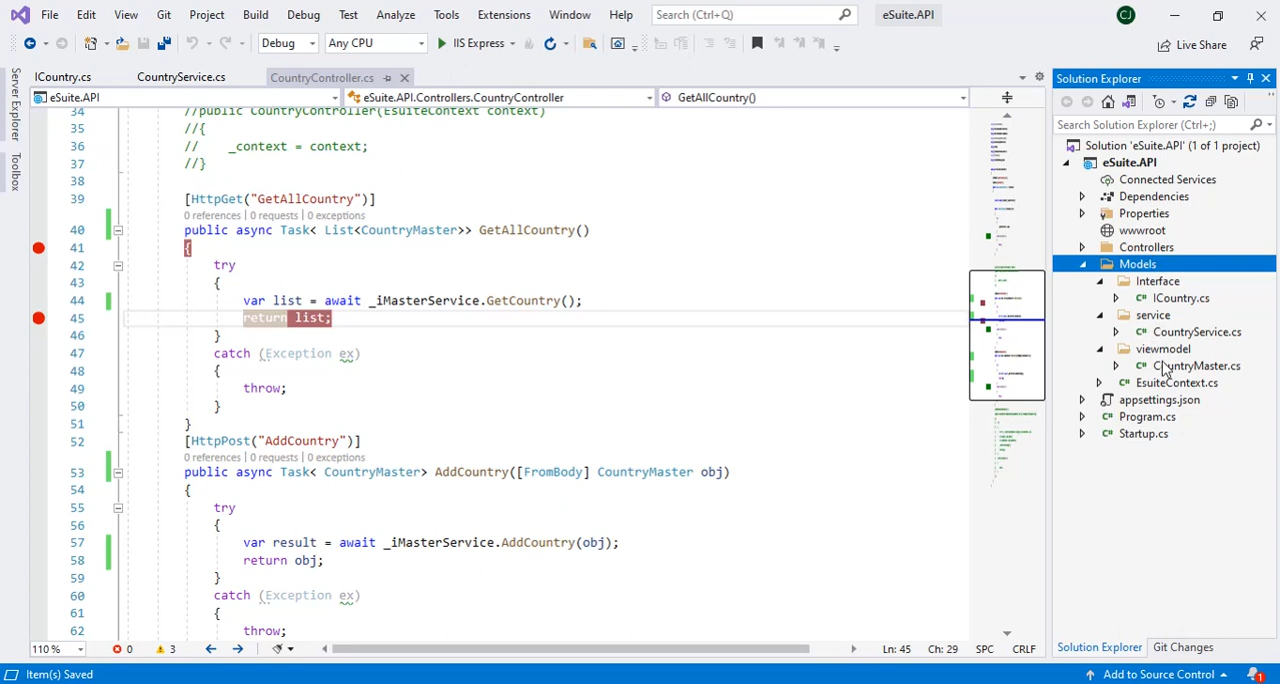 File Edit View Git Project Build Debug Test Analyze Tools Extensions Window Help Search (Ctrl+Q) eSuite.API CJ
Debug Any CPU IIS Express Live Share
ICountry.cs CountryService.cs CountryController.cs
eSuite.API eSuite.API.Controllers.CountryController GetAllCountry()
Server Explorer
Toolbox
34 //public CountryController(EsuiteContext context)
35 //{
36 // _context = context;
37 //}
38
39 [HttpGet("GetAllCountry")]
0 references | 0 requests | 0 exceptions
40 public async Task< List<CountryMaster>> GetAllCountry()
41 {
42 try
43 {
44 var list = await _iMasterService.GetCountry();
45 return list;
46 }
47 catch (Exception ex)
48 {
49 throw;
50 }
51 }
52 [HttpPost("AddCountry")]
0 references | 0 requests | 0 exceptions
53 public async Task< CountryMaster> AddCountry([FromBody] CountryMaster obj)
54 {
55 try
56 {
57 var result = await _iMasterService.AddCountry(obj);
58 return obj;
59 }
60 catch (Exception ex)
61 {
62 throw;
110 % 0 3 Ln: 45 Ch: 29 SPC CRLF
Solution Explorer
Search Solution Explorer (Ctrl+;)
Solution 'eSuite.API' (1 of 1 project)
eSuite.API
Connected Services
Dependencies
Properties
wwwroot
Controllers
Models
Interface
ICountry.cs
service
CountryService.cs
viewmodel
CountryMaster.cs
EsuiteContext.cs
appsettings.json
Program.cs
Startup.cs
Solution Explorer Git Changes
Item(s) Saved Add to Source Control 1